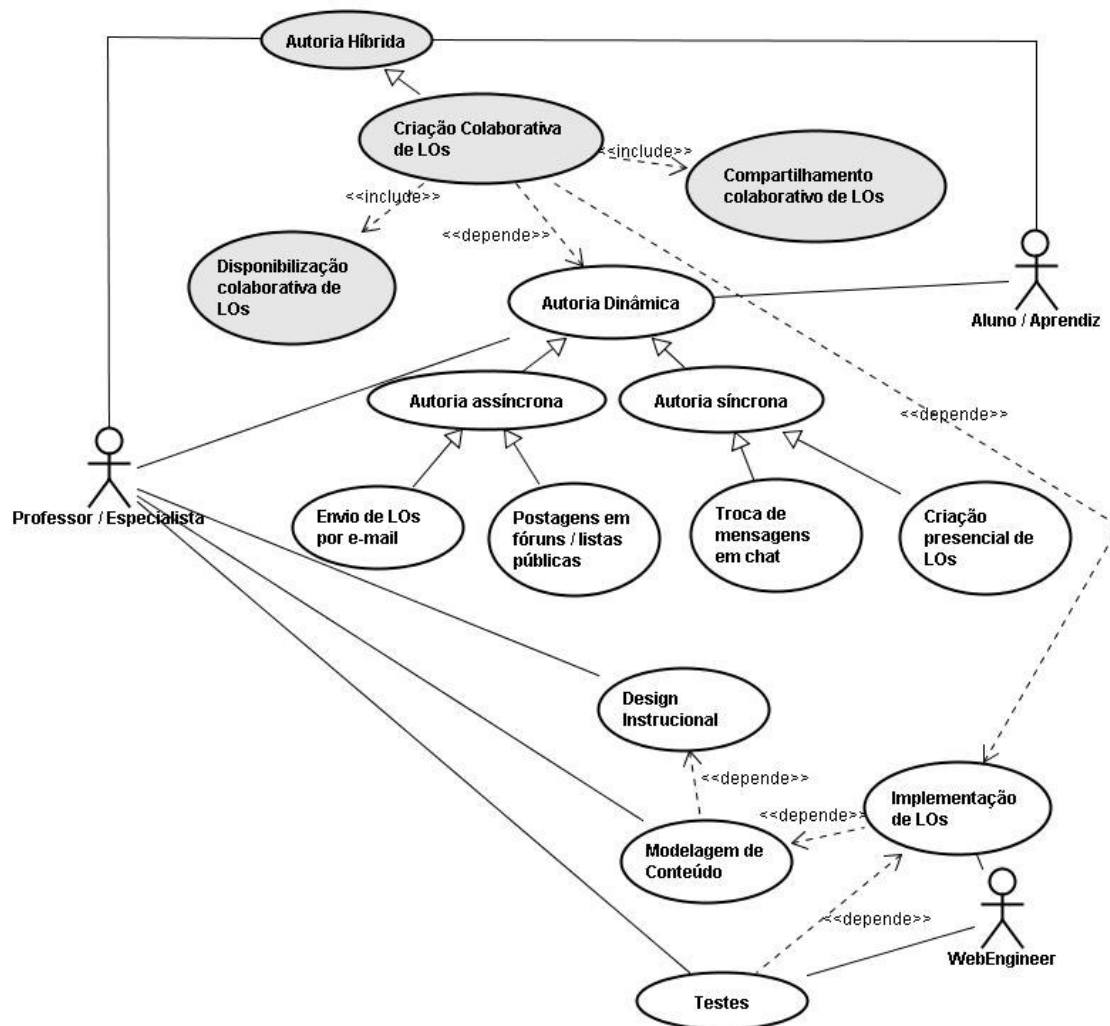 Autoria Híbrida
Criação Colaborativa
de LOs
<<include>>
Compartilhamento
colaborativo de LOs
<<include>>
<<depende>>
Disponibilização
colaborativa de
LOs
Autoria Dinâmica
Aluno / Aprendiz
Autoria assíncrona
Autoria síncrona
<<depende>>
Professor / Especialista
Envio de LOs
por e-mail
Postagens em
fóruns / listas
públicas
Troca de
mensagens
em chat
Criação
presencial de
LOs
Design
Instrucional
<<depende>>
Implementação
de LOs
<<depende>>
Modelagem de
Conteúdo
<<depende>>
WebEngineer
Testes